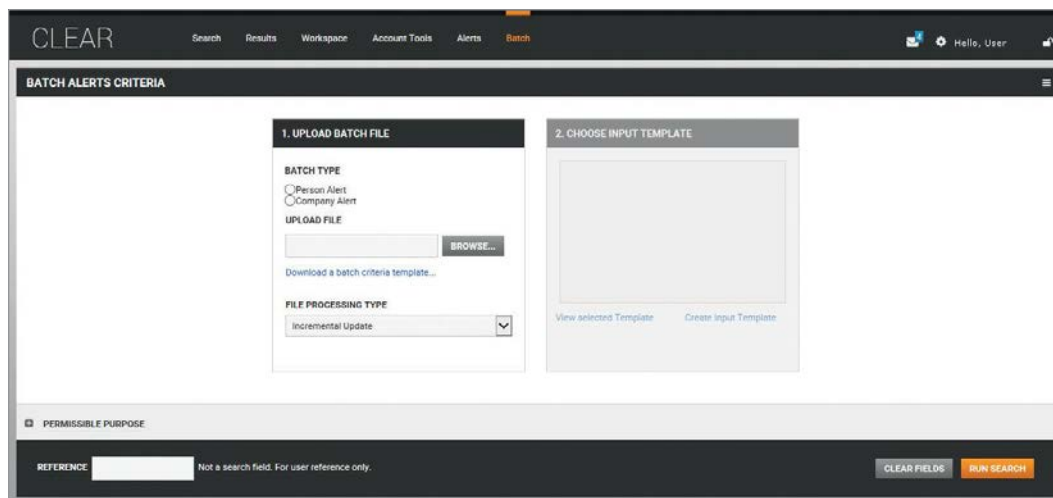 CLEAR
Search Results Workspace Account Tools Alerts Batch
4
Hello, User
BATCH ALERTS CRITERIA
1. UPLOAD BATCH FILE
BATCH TYPE
Person Alert
Company Alert
UPLOAD FILE
BROWSE...
Download a batch criteria template...
FILE PROCESSING TYPE
Incremental Update
2. CHOOSE INPUT TEMPLATE
View selected Template Create Input Template
PERMISSIBLE PURPOSE
REFERENCE Not a search field. For user reference only.
CLEAR FIELDS RUN SEARCH